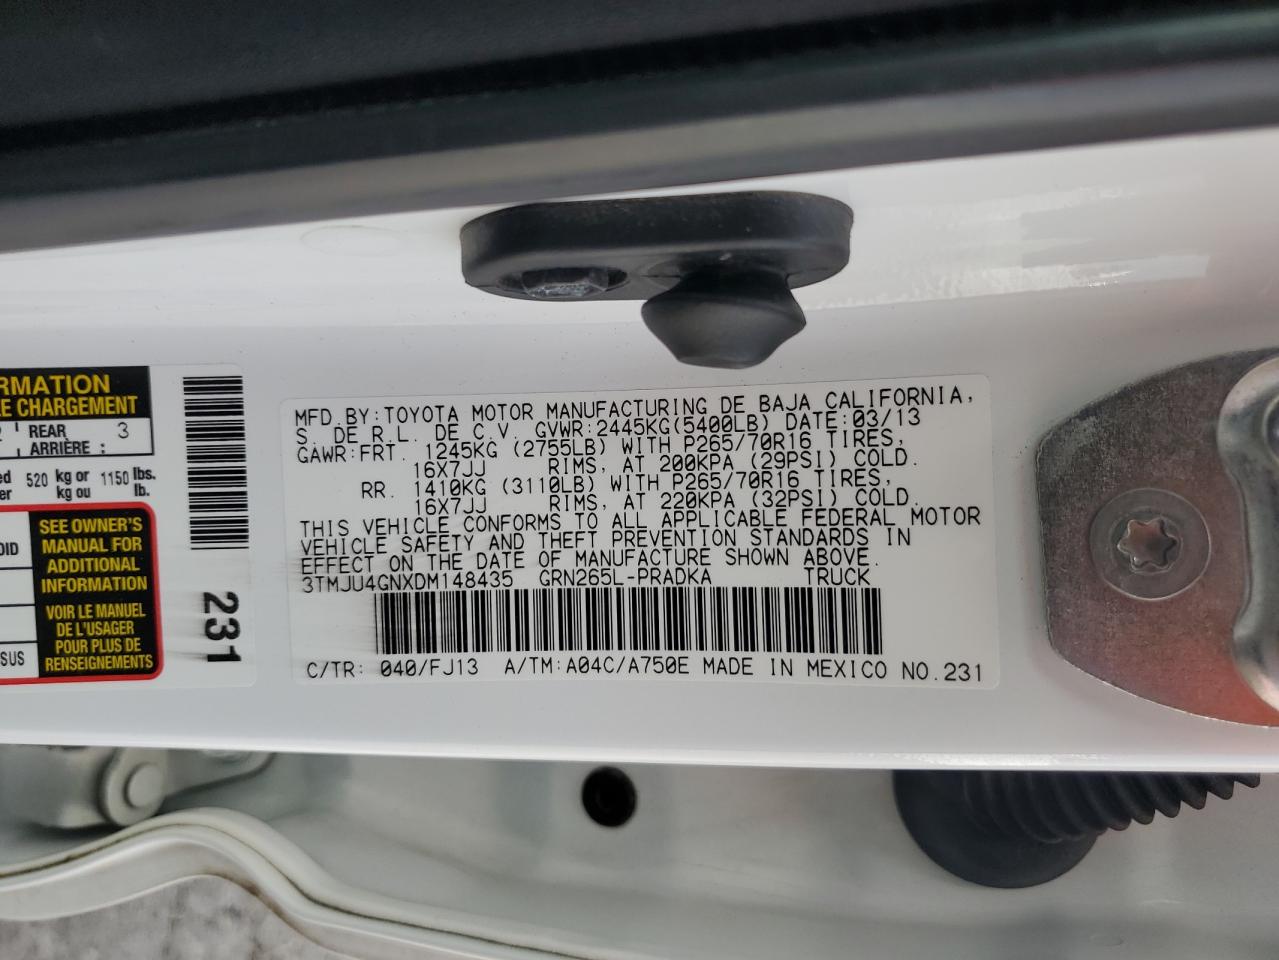 RMATION
E CHARGEMENT
REAR 3
ARRIÈRE :
520 kg or 1150 lbs.
kg ou lb.
SEE OWNER'S
MANUAL FOR
ADDITIONAL
INFORMATION
VOIR LE MANUEL
DE L'USAGER
POUR PLUS DE
RENSEIGNEMENTS
231
MFD.BY:TOYOTA MOTOR MANUFACTURING DE BAJA CALIFORNIA,
S. DE R.L. DE C.V. GVWR:2445KG(5400LB) DATE:03/13
GAWR:FRT. 1245KG (2755LB) WITH P265/70R16 TIRES,
16X7JJ RIMS, AT 200KPA (29PSI) COLD.
RR. 1410KG (3110LB) WITH P265/70R16 TIRES,
16X7JJ RIMS, AT 220KPA (32PSI) COLD.
THIS VEHICLE CONFORMS TO ALL APPLICABLE FEDERAL MOTOR
VEHICLE SAFETY AND THEFT PREVENTION STANDARDS IN
EFFECT ON THE DATE OF MANUFACTURE SHOWN ABOVE.
3TMJU4GNXDM148435 GRN265L-PRADKA TRUCK
C/TR: 040/FJ13 A/TM:A04C/A750E MADE IN MEXICO NO.231